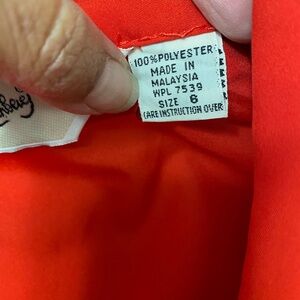 100% POLYESTER
MADE IN
MALAYSIA
WPL 7539
SIZE 6
CARE INSTRUCTION OVER